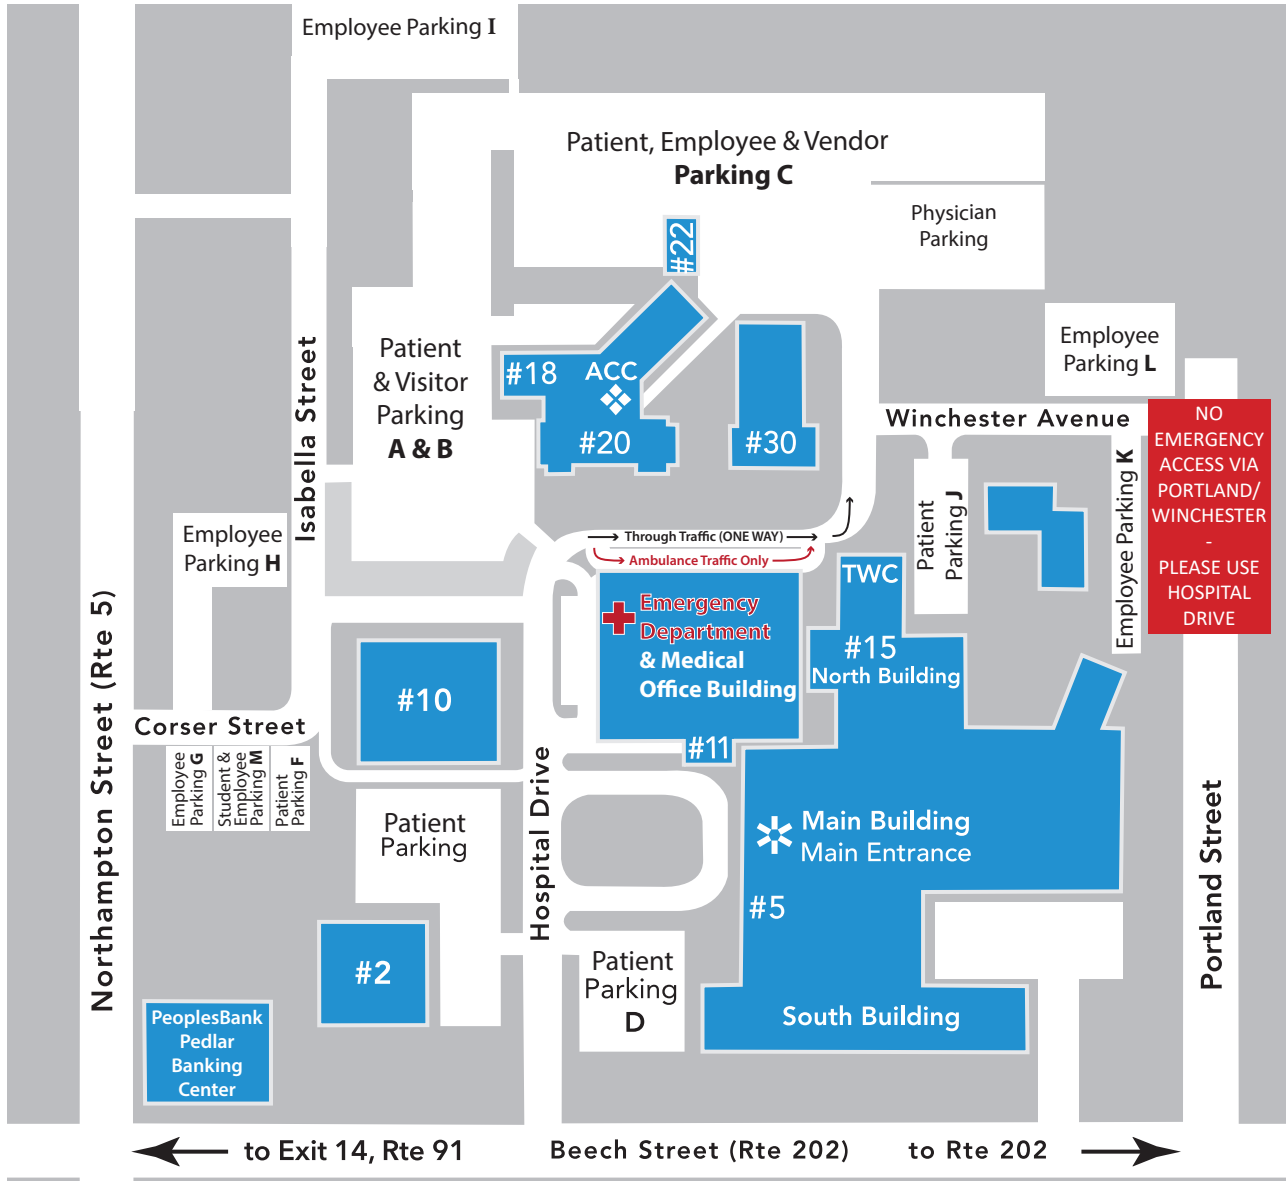 Employee Parking I
Patient, Employee & Vendor
Parking C
Physician
Parking
#22
Employee
Parking L
Patient
& Visitor
Parking
A & B
#18
ACC
#20
#30
Winchester Avenue
NO
EMERGENCY
ACCESS VIA
PORTLAND/
WINCHESTER
-
PLEASE USE
HOSPITAL
DRIVE
Isabella Street
Employee Parking K
Patient
Parking J
Employee
Parking H
Through Traffic (ONE WAY)
Ambulance Traffic Only
TWC
Emergency
Department
& Medical
Office Building
#15
North Building
#10
#11
Northampton Street (Rte 5)
Corser Street
Employee
Parking G
Student &
Employee
Parking M
Patient
Parking F
Hospital Drive
Patient
Parking
Main Building
Main Entrance
#5
Portland Street
#2
Patient
Parking
D
South Building
PeoplesBank
Pedlar
Banking
Center
to Exit 14, Rte 91
Beech Street (Rte 202)
to Rte 202